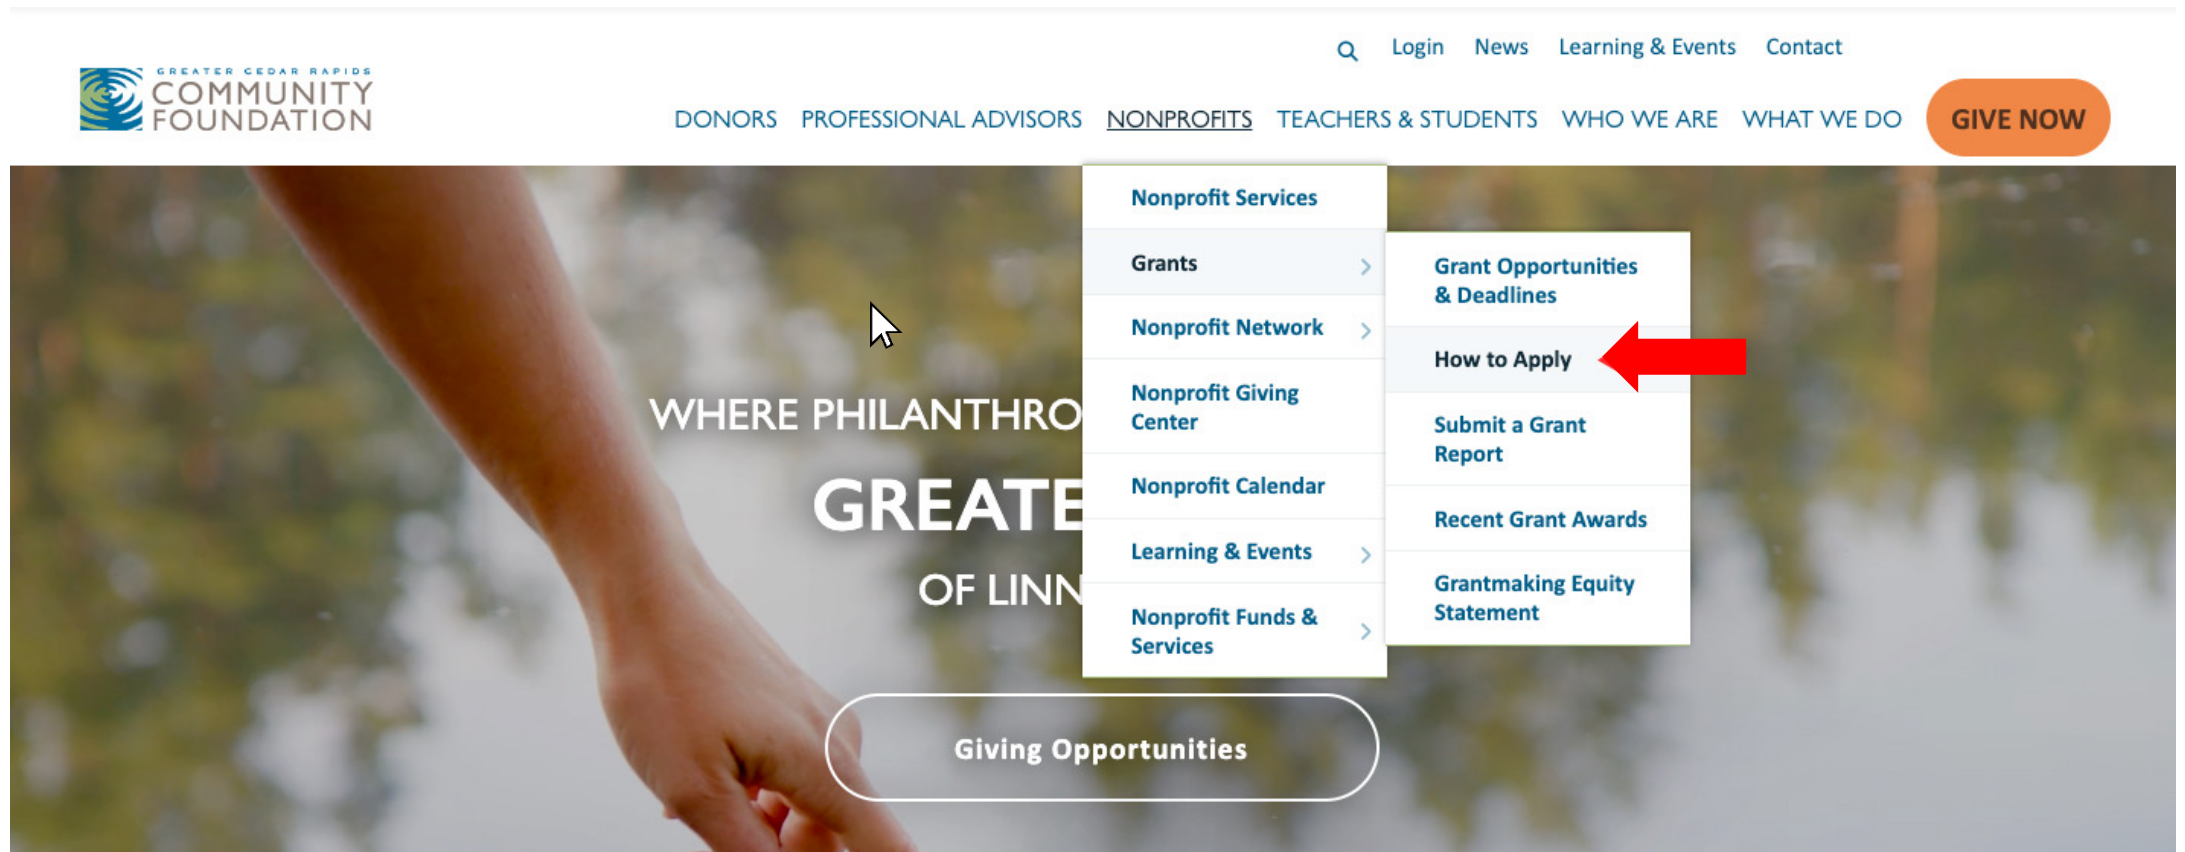 Login News Learning & Events Contact
GREATER CEDAR RAPIDS
COMMUNITY
FOUNDATION
DONORS PROFESSIONAL ADVISORS NONPROFITS TEACHERS & STUDENTS WHO WE ARE WHAT WE DO GIVE NOW
Nonprofit Services
Grants
Nonprofit Network
Nonprofit Giving
Center
Nonprofit Calendar
Learning & Events
Nonprofit Funds &
Services
Grant Opportunities
& Deadlines
How to Apply
Submit a Grant
Report
Recent Grant Awards
Grantmaking Equity
Statement
WHERE PHILANTHRO
GREATE
OF LINN
Giving Opportunities